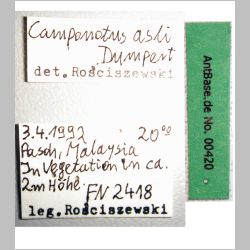 Camponotus asli
Dumpert
det. Rosciszewski
3.4.1992 20⁰⁰
Pasoh, Malaysia
In Vegetation in ca.
2m Höhe.
FN 2418
leg. Rosciszewski
AntBase.de No. 00420